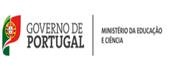 GOVERNO DE
PORTUGAL
MINISTÉRIO DA EDUCAÇÃO
E CIÊNCIA